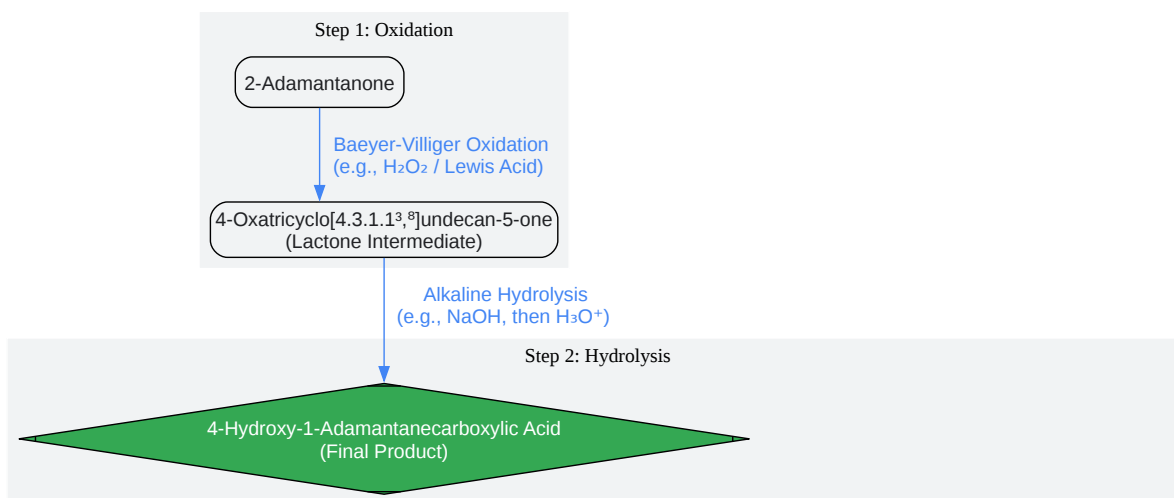 Step 1: Oxidation
2-Adamantanone
Baeyer-Villiger Oxidation
(e.g., H₂O₂ / Lewis Acid)
4-Oxatricyclo[4.3.1.1³,⁸]undecan-5-one
(Lactone Intermediate)
Alkaline Hydrolysis
(e.g., NaOH, then H₃O⁺)
Step 2: Hydrolysis
4-Hydroxy-1-Adamantanecarboxylic Acid
(Final Product)